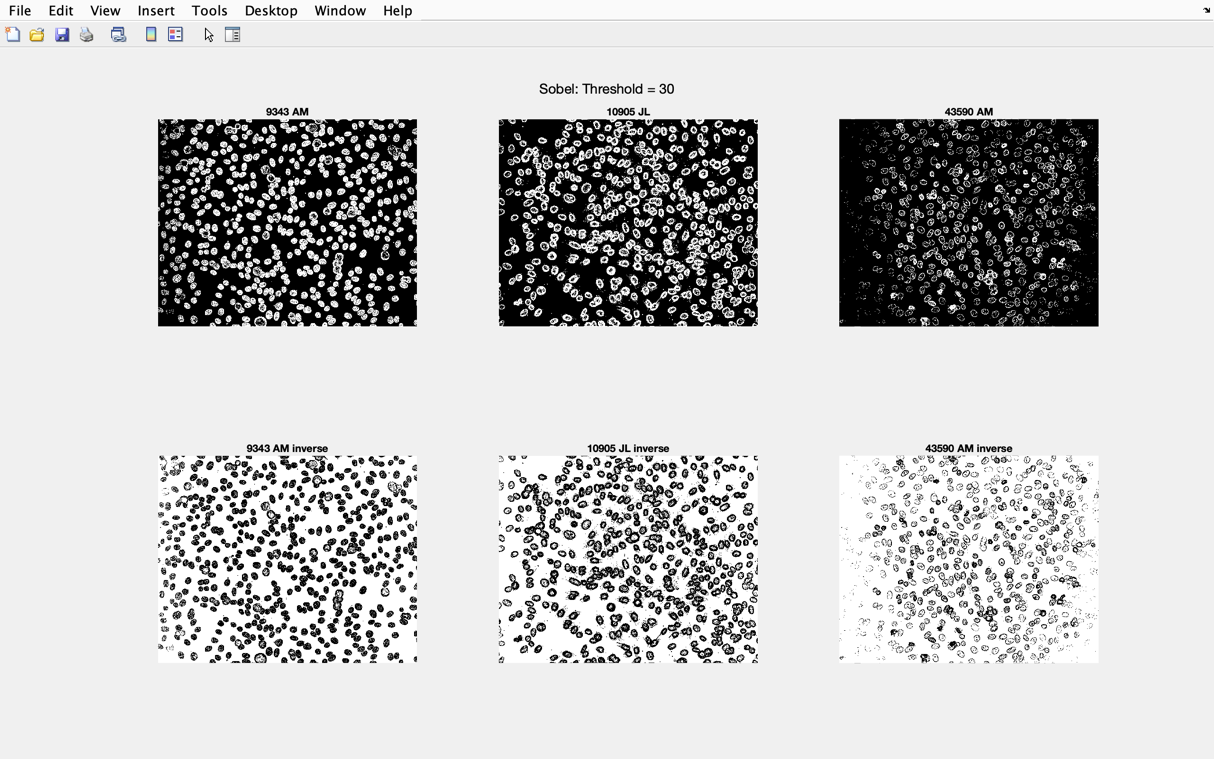 File Edit View Insert Tools Desktop Window Help
Sobel: Threshold = 30
9343 AM
10905 JL
43590 AM
9343 AM inverse
10905 JL inverse
43590 AM inverse